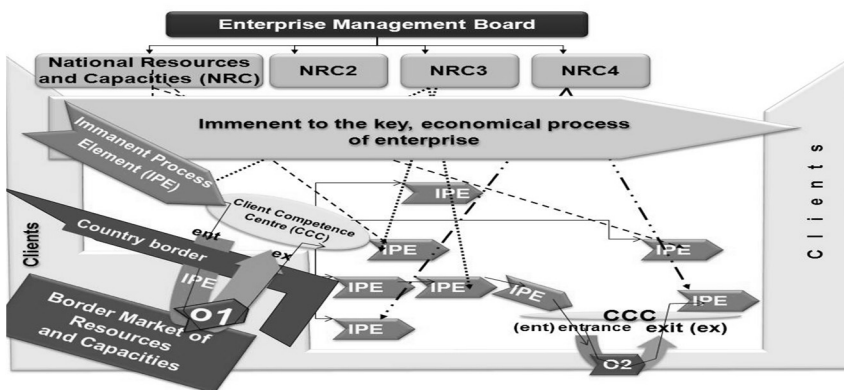 Enterprise Management Board
National Resources
and Capacities (NRC)
NRC2
NRC3
NRC4
Immenent to the key, economical process
of enterprise
Immanent Process
Element (IPE)
Client Competence
Centre (CCC)
IPE
Clients
Clients
Country border
ent
ex
IPE
O1
IPE
IPE
IPE
IPE
IPE
IPE
IPE
Border Market of
Resources
and Capacities
CCC
(ent) entrance
exit (ex)
O2